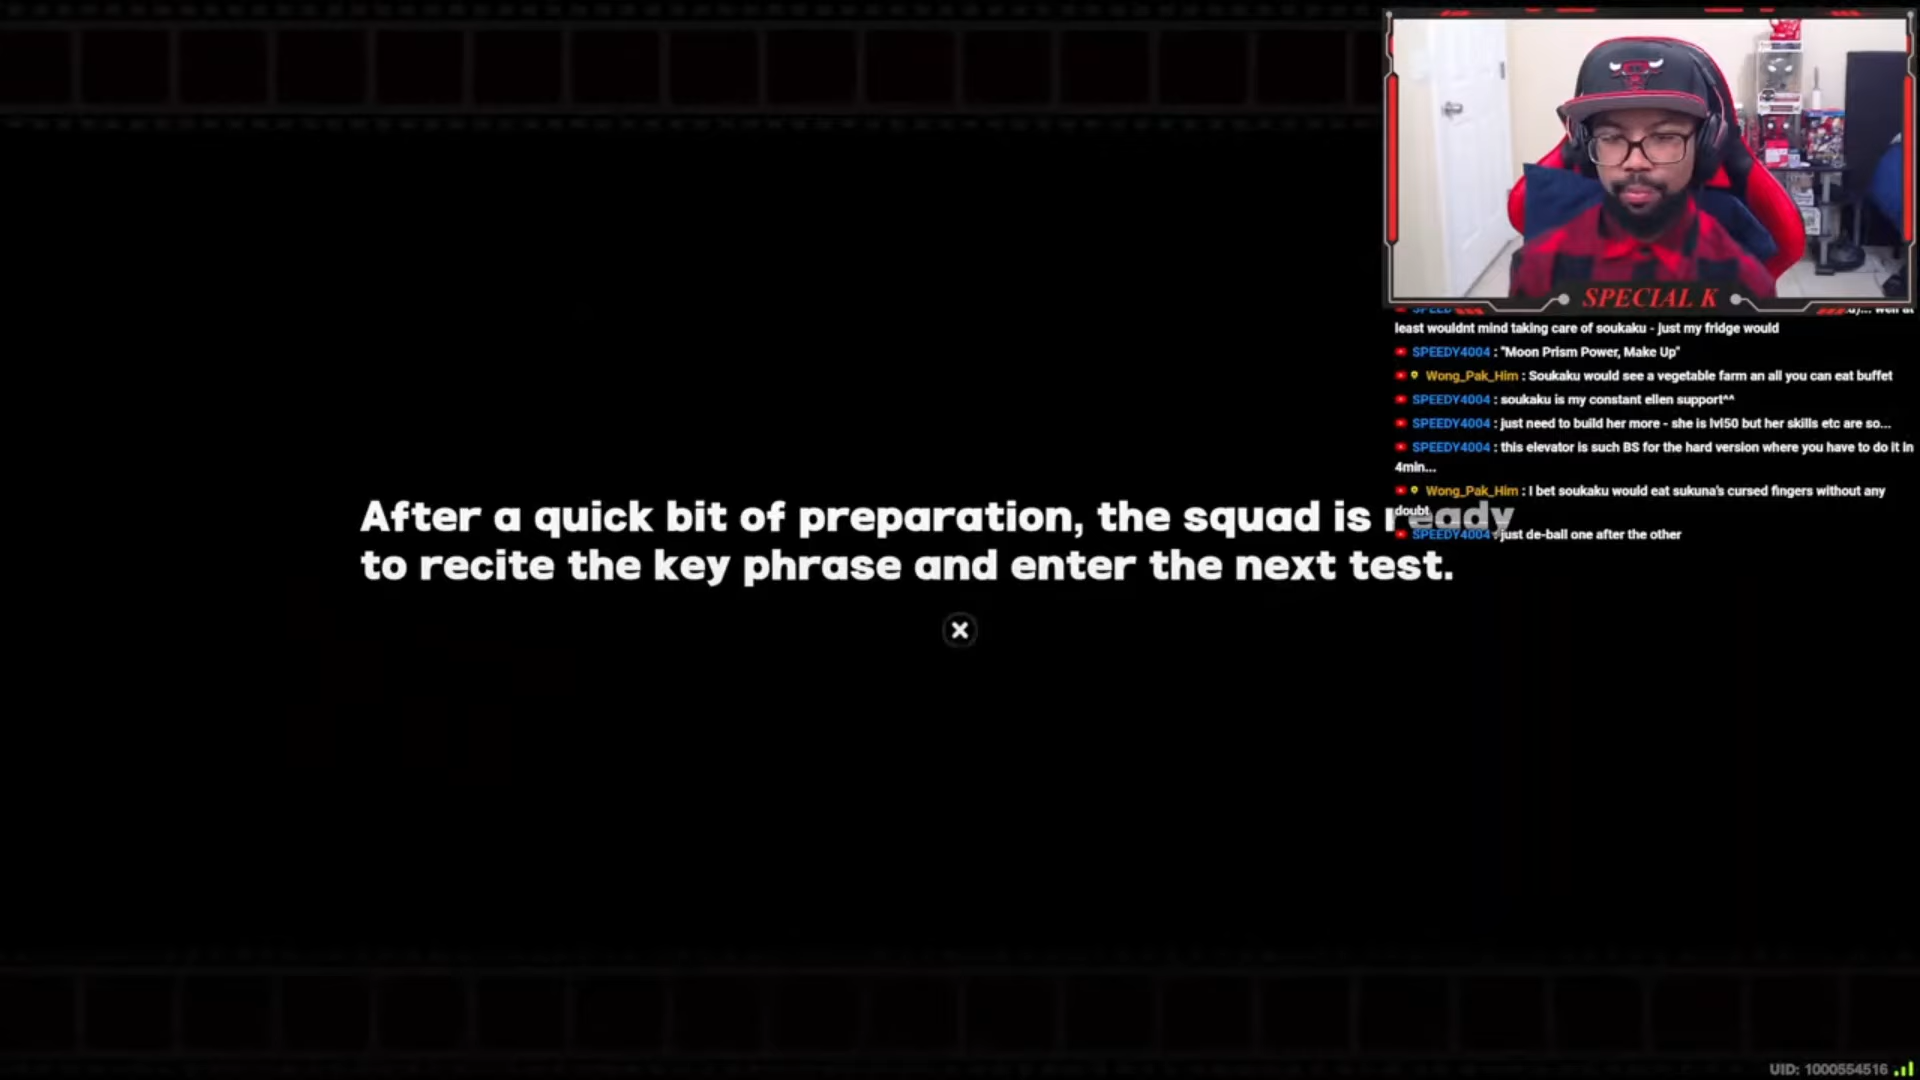 After a quick bit of preparation, the squad is ready
to recite the key phrase and enter the next test.
SPECIAL K
least wouldnt mind taking care of soukaku - just my fridge would
SPEEDY4004 : "Moon Prism Power, Make Up"
Wong_Pak_Him : Soukaku would see a vegetable farm an all you can eat buffet
SPEEDY4004 : soukaku is my constant ellen support^^
SPEEDY4004 : just need to build her more - she is lvl50 but her skills etc are so...
SPEEDY4004 : this elevator is such BS for the hard version where you have to do it in
4min...
Wong_Pak_Him : I bet soukaku would eat sukuna's cursed fingers without any
doubt
SPEEDY4004 : just de-ball one after the other
UID: 1000554516